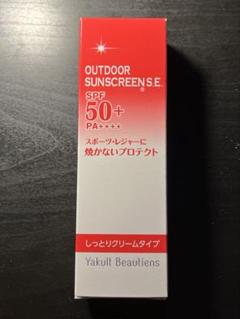 OUTDOOR
SUNSCREEN S.E.®
SPF
50+
PA++++
スポーツ・レジャーに
焼かないプロテクト
しっとりクリームタイプ
Yakult Beautiens